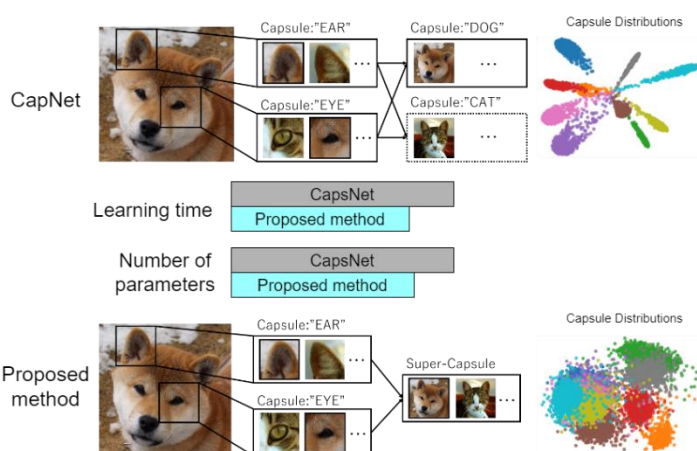 Capsule:"EAR"
Capsule:"DOG"
Capsule Distributions
CapNet
...
...
Capsule:"EYE"
Capsule:"CAT"
...
...
Learning time
CapsNet
Proposed method
Number of
parameters
CapsNet
Proposed method
Capsule:"EAR"
Capsule Distributions
...
Super-Capsule
Proposed
method
...
Capsule:"EYE"
...